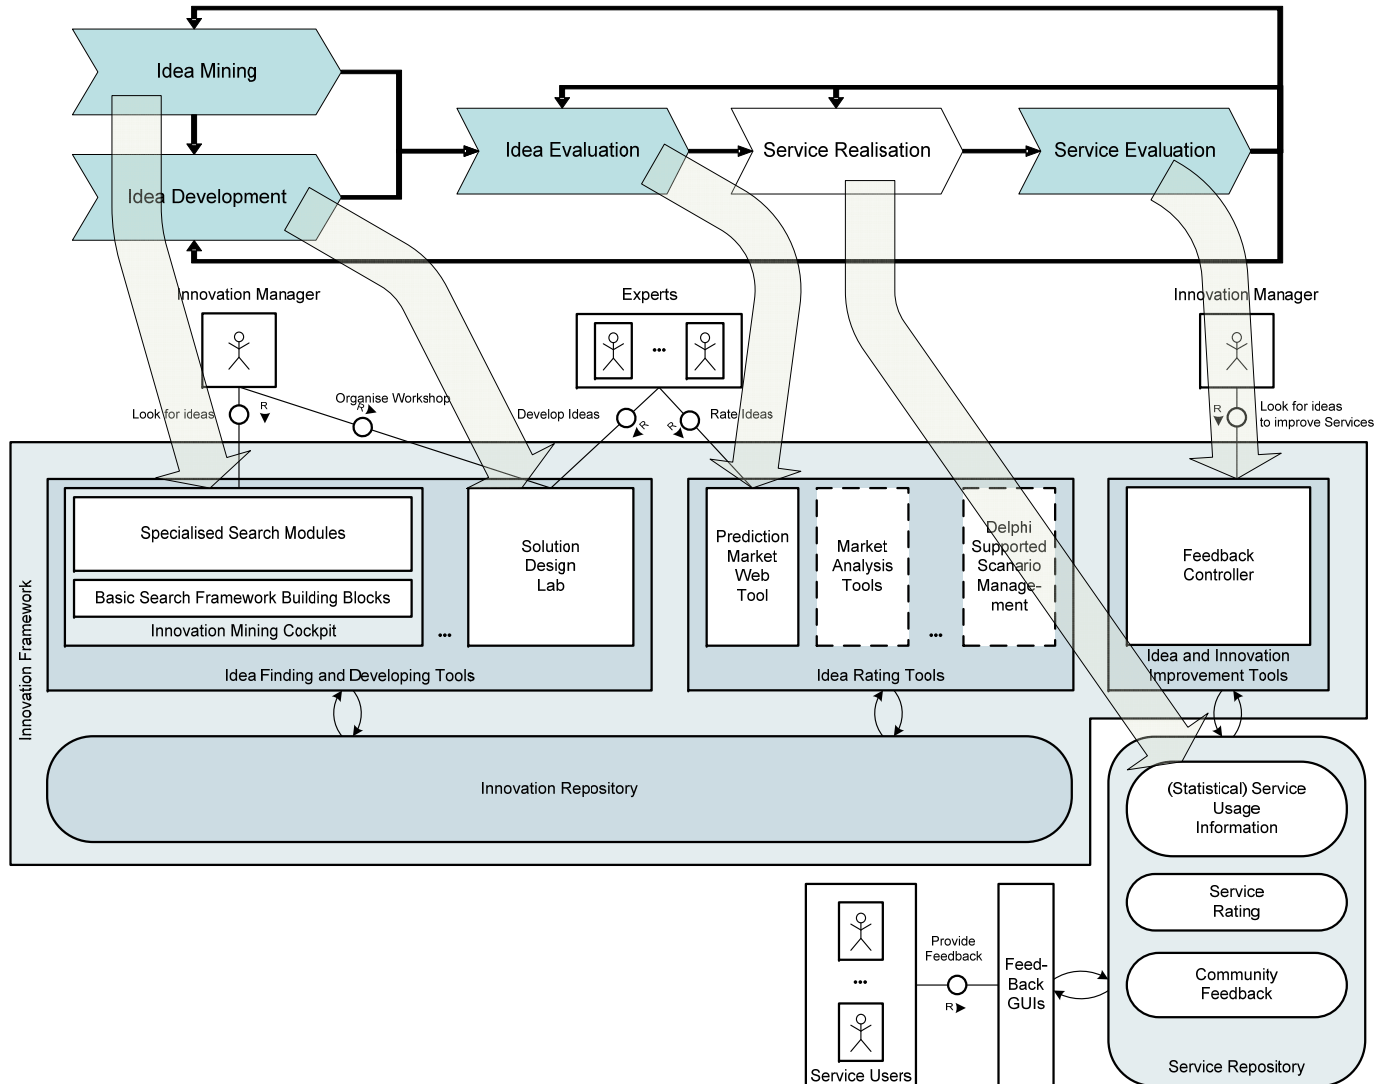 Idea Mining
Idea Development
Idea Evaluation
Service Realisation
Service Evaluation
Innovation Manager
Experts
Innovation Manager
...
Look for ideas
R
Organise Workshop
R
Develop Ideas
R
Rate Ideas
R
R
Look for ideas
to improve Services
Innovation Framework
Specialised Search Modules
Basic Search Framework Building Blocks
Innovation Mining Cockpit
...
Solution
Design
Lab
Idea Finding and Developing Tools
Prediction
Market
Web
Tool
Market
Analysis
Tools
...
Delphi
Supported
Scanario
Manage-
ment
Idea Rating Tools
Feedback
Controller
Idea and Innovation
Improvement Tools
Innovation Repository
(Statistical) Service
Usage
Information
Service
Rating
Community
Feedback
Service Repository
...
Service Users
Provide
Feedback
R
Feed-
Back
GUIs